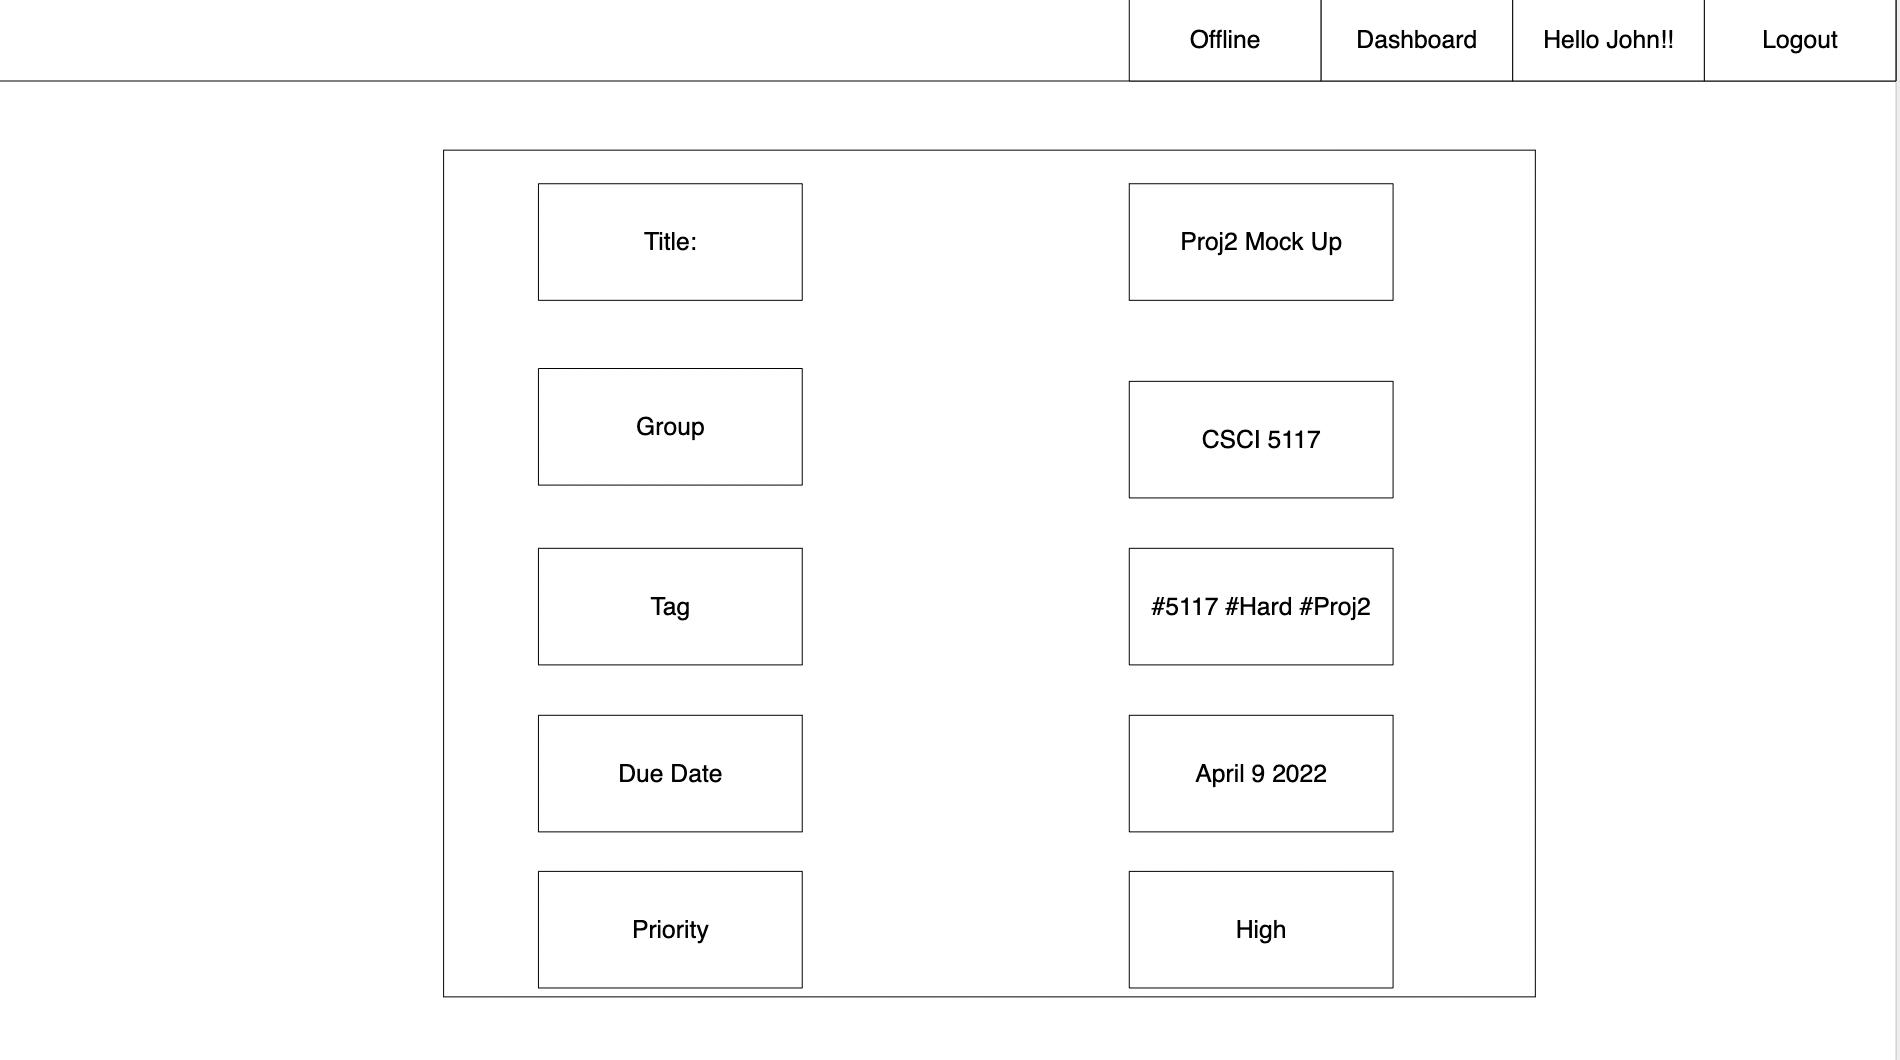 Offline
Dashboard
Hello John!!
Logout
Title:
Proj2 Mock Up
Group
CSCI 5117
Tag
#5117 #Hard #Proj2
Due Date
April 9 2022
Priority
High